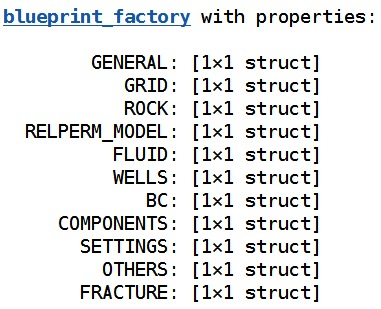 blueprint_factory with properties:
GENERAL: [1×1 struct]
GRID: [1×1 struct]
ROCK: [1×1 struct]
RELPERM_MODEL: [1×1 struct]
FLUID: [1×1 struct]
WELLS: [1×1 struct]
BC: [1×1 struct]
COMPONENTS: [1×1 struct]
SETTINGS: [1×1 struct]
OTHERS: [1×1 struct]
FRACTURE: [1×1 struct]